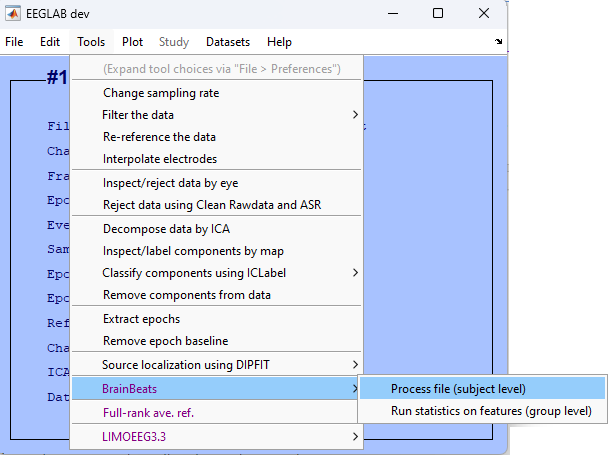 EEGLAB dev
File Edit Tools Plot Study Datasets Help
(Expand tool choices via "File > Preferences")
#1
Change sampling rate
Filter the data
Re-reference the data
Interpolate electrodes
Inspect/reject data by eye
Reject data using Clean Rawdata and ASR
Decompose data by ICA
Inspect/label components by map
Classify components using ICLabel
Remove components from data
Extract epochs
Remove epoch baseline
Source localization using DIPFIT
BrainBeats
Full-rank ave. ref.
LIMOEEG3.3
Process file (subject level)
Run statistics on features (group level)
Fil
Cha
Fra
Epo
Eve
Sam
Epo
Epo
Ref
Cha
ICA
Dat